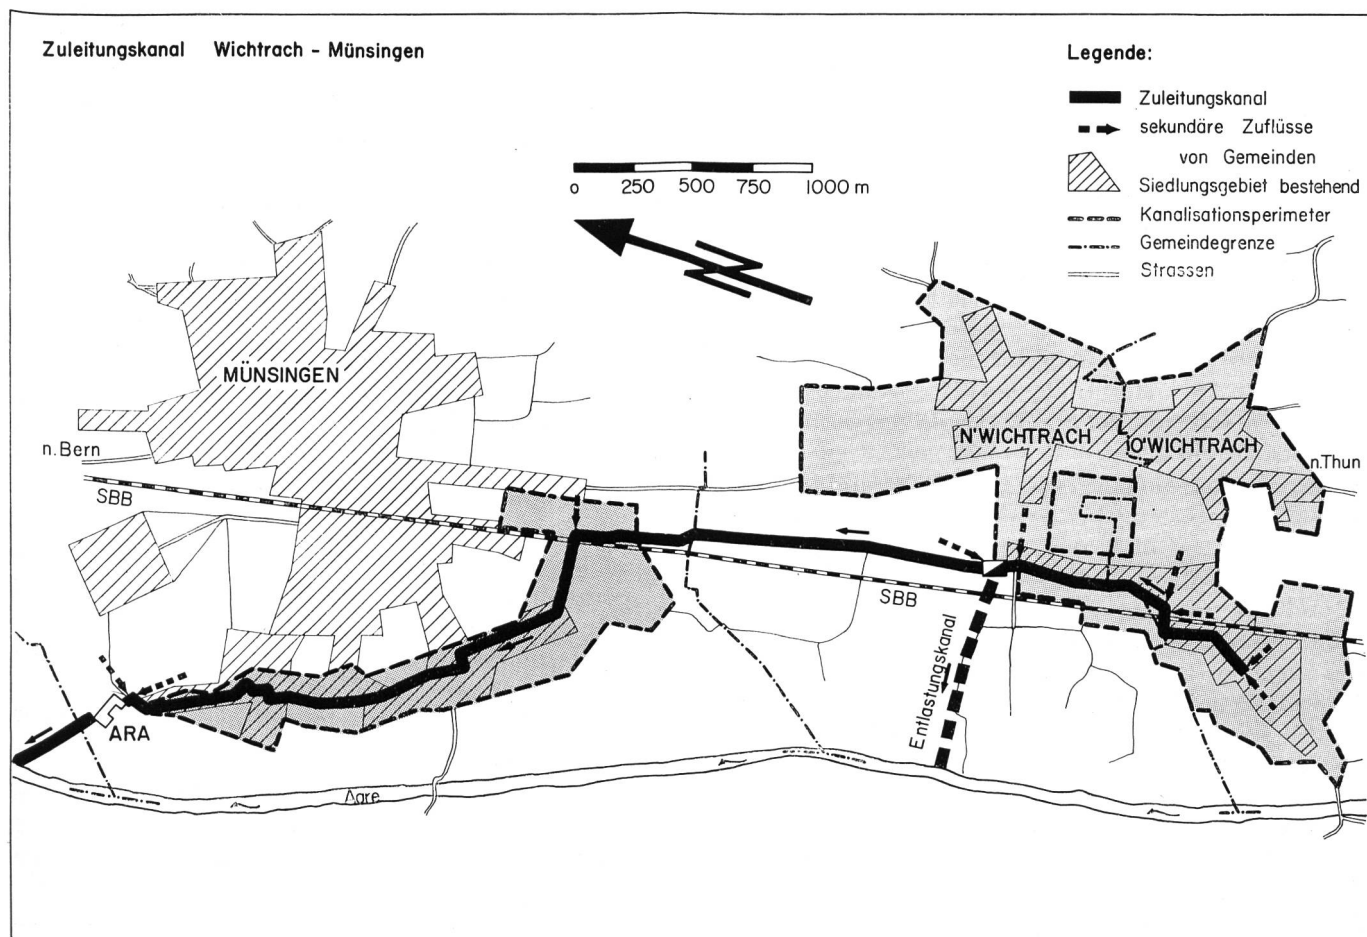 Zuleitungskanal Wichtrach - Münsingen
Legende:
Zuleitungskanal
sekundäre Zuflüsse
von Gemeinden
Siedlungsgebiet bestehend
Kanalisationsperimeter
Gemeindegrenze
Strassen
0 250 500 750 1000 m
MÜNSINGEN
N'WICHTRACH
O'WICHTRACH
n. Bern
n. Thun
SBB
SBB
Entlastungskanal
ARA
Aare